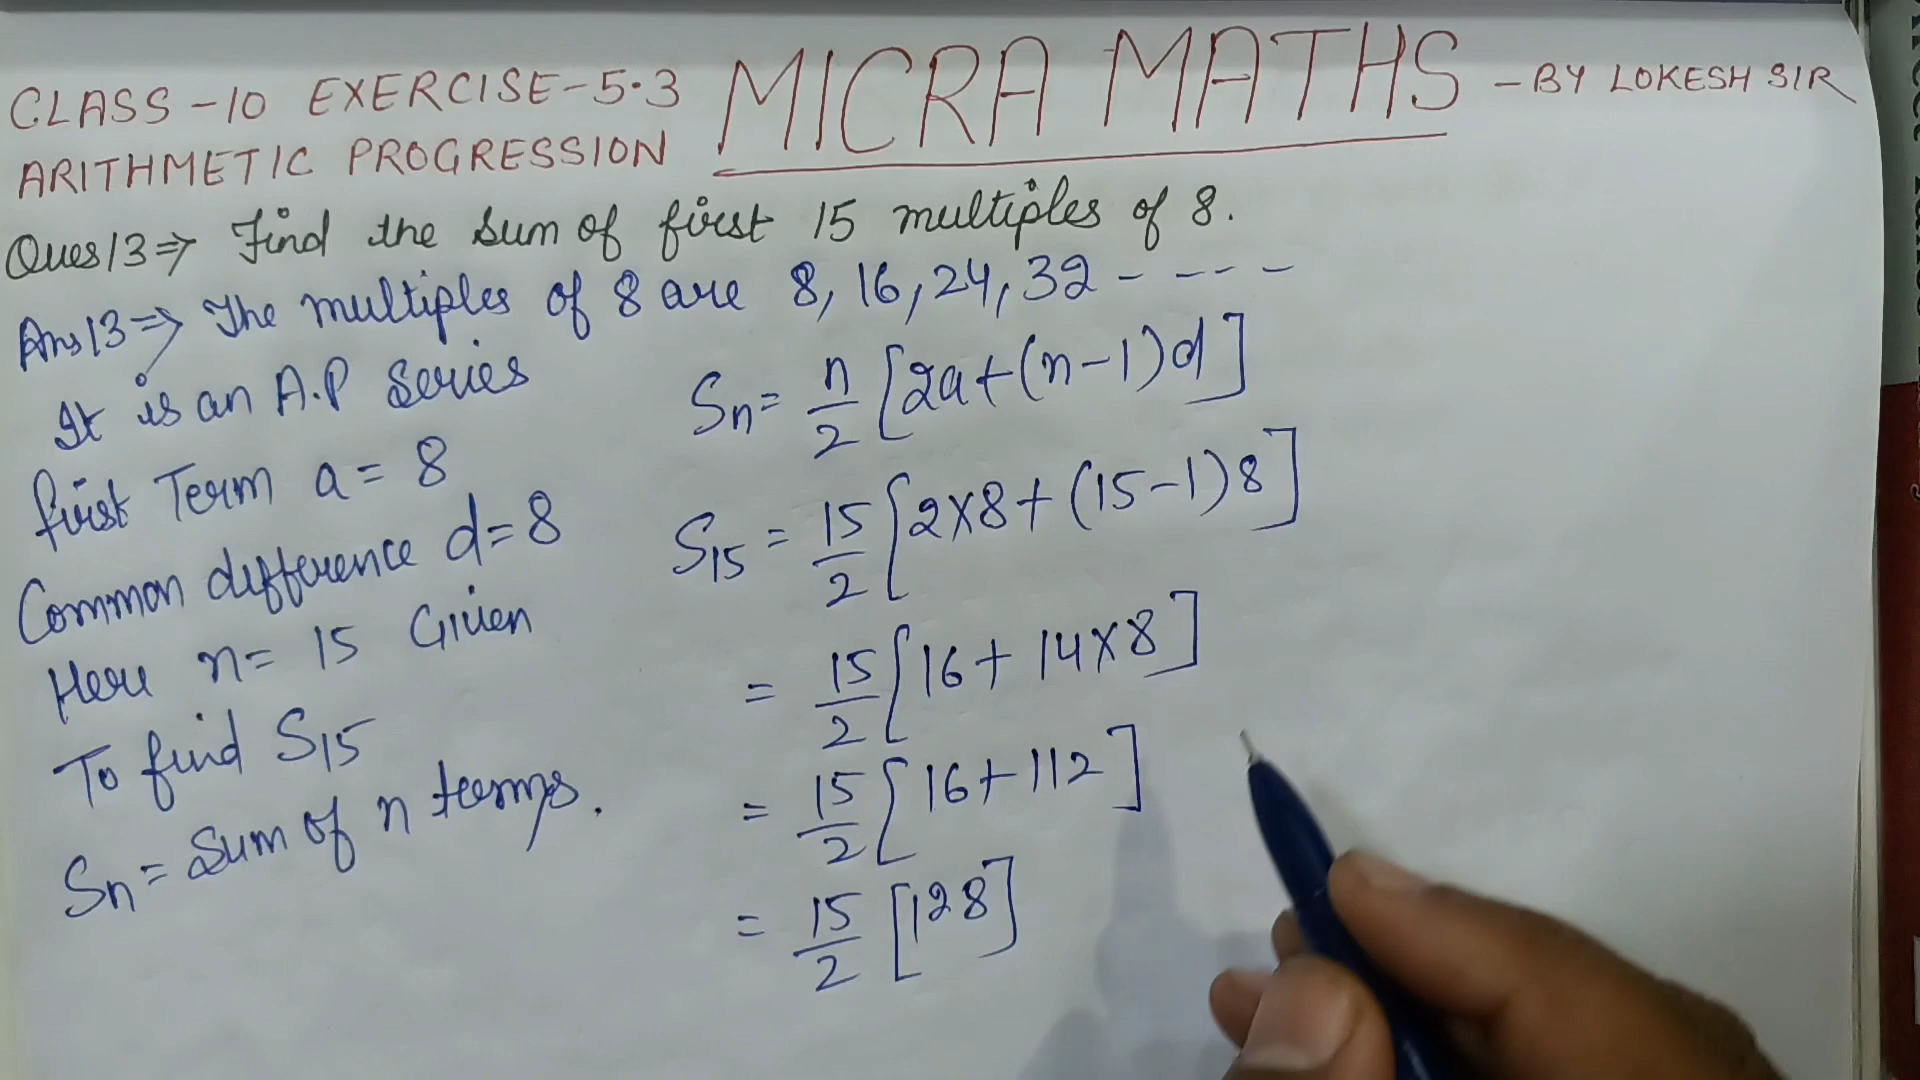 CLASS-10 EXERCISE-5.3
ARITHMETIC PROGRESSION
MICRA MATHS
- BY LOKESH SIR
Ques13⇒ Find the sum of first 15 multiples of 8.
Ans13⇒ The multiples of 8 are 8, 16, 24, 32 - - - - -
It is an A.P Series
first Term a = 8
Common difference d=8
Here n= 15 Given
To find S15
Sn = Sum of n terms.
Sn = n/2 [2a+(n-1)d]
S15 = 15/2 [2×8+(15-1)8]
= 15/2 [16+ 14×8]
= 15/2 [16+112]
= 15/2 [128]